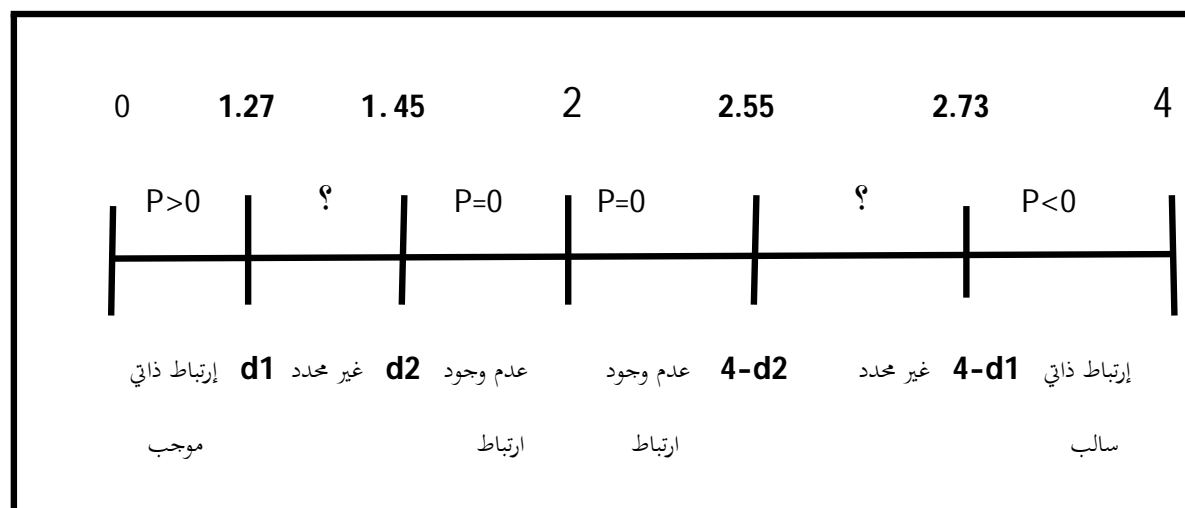 0 1.27 1.45 2 2.55 2.73 4
P>0 ؟ P=0 P=0 ؟ P<0
إرتباط ذاتي d1 غير محدد d2 عدم وجود عدم وجود 4-d2 غير محدد 4-d1 إرتباط ذاتي
موجب ارتباط ارتباط سالب